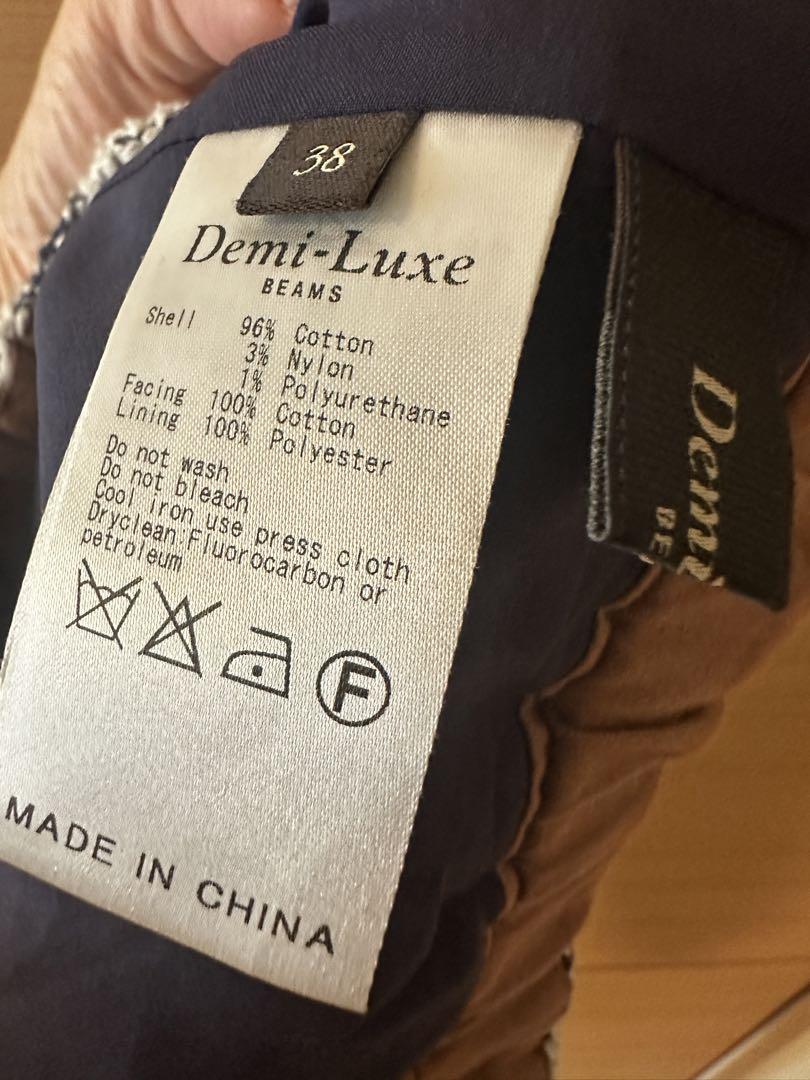 38
Demi-Luxe
BEAMS
Shell 96% Cotton
3% Nylon
1% Polyurethane
Facing 100% Cotton
Lining 100% Polyester
Do not wash
Do not bleach
Cool iron use press cloth
Dryclean Fluorocarbon or
petroleum
F
MADE IN CHINA
Demi
BE